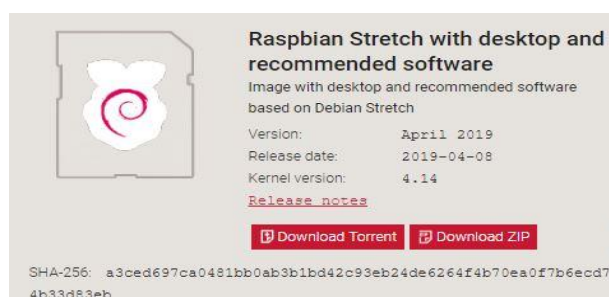 Raspbian Stretch with desktop and
recommended software
Image with desktop and recommended software
based on Debian Stretch
Version: April 2019
Release date: 2019-04-08
Kernel version: 4.14
Release notes
Download Torrent Download ZIP
SHA-256: a3ced697ca0481bb0ab3b1bd42c93eb24de6264f4b70ea0f7b6ecd7
4b33d83eb